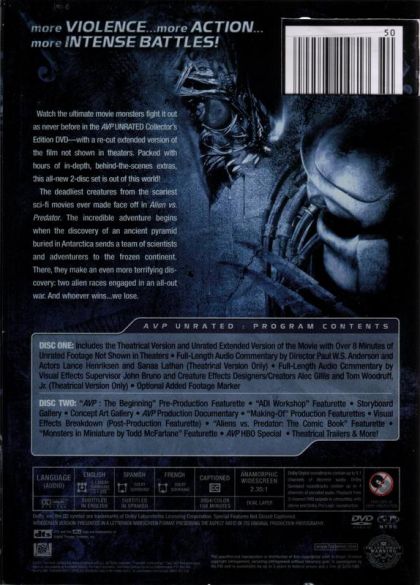 more VIOLENCE...more ACTION...
more INTENSE BATTLES!
50
Watch the ultimate movie monsters fight it out
as never before in the AVP UNRATED Collector's
Edition DVD—with a re-cut extended version of
the film not shown in theaters. Packed with
hours of in-depth, behind-the-scenes extras,
this all-new 2-disc set is out of this world!
The deadliest creatures from the scariest
sci-fi movies ever made face off in Alien vs.
Predator. The incredible adventure begins
when the discovery of an ancient pyramid
buried in Antarctica sends a team of scientists
and adventurers to the frozen continent.
There, they make an even more terrifying dis-
covery: two alien races engaged in an all-out
war. And whoever wins...we lose.
AVP UNRATED: PROGRAM CONTENTS
DISC ONE: Includes the Theatrical Version and Unrated Extended Version of the Movie with Over 8 Minutes of
Unrated Footage Not Shown in Theaters • Full-Length Audio Commentary by Director Paul W.S. Anderson and
Actors Lance Henriksen and Sanaa Lathan (Theatrical Version Only) • Full-Length Audio Commentary by
Visual Effects Supervisor John Bruno and Creature Effects Designers/Creators Alec Gillis and Tom Woodruff,
Jr. (Theatrical Version Only) • Optional Added Footage Marker
DISC TWO: "AVP: The Beginning" Pre-Production Featurette • "ADI Workshop" Featurette • Storyboard
Gallery • Concept Art Gallery • AVP Production Documentary • "Making-Of" Production Featurettes • Visual
Effects Breakdown (Post-Production Featurette) • "Aliens vs. Predator: The Comic Book" Featurette •
"Monsters in Miniature by Todd McFarlane" Featurette • AVP HBO Special • Theatrical Trailers & More!
LANGUAGE
(AUDIO)
ENGLISH
SUBTITLED
IN ENGLISH
SPANISH
SUBTITLED
IN SPANISH
FRENCH
CAPTIONED
HIGH COLOR
ANAMORPHIC
WIDESCREEN
2.35:1
DUAL LAYER
DVD